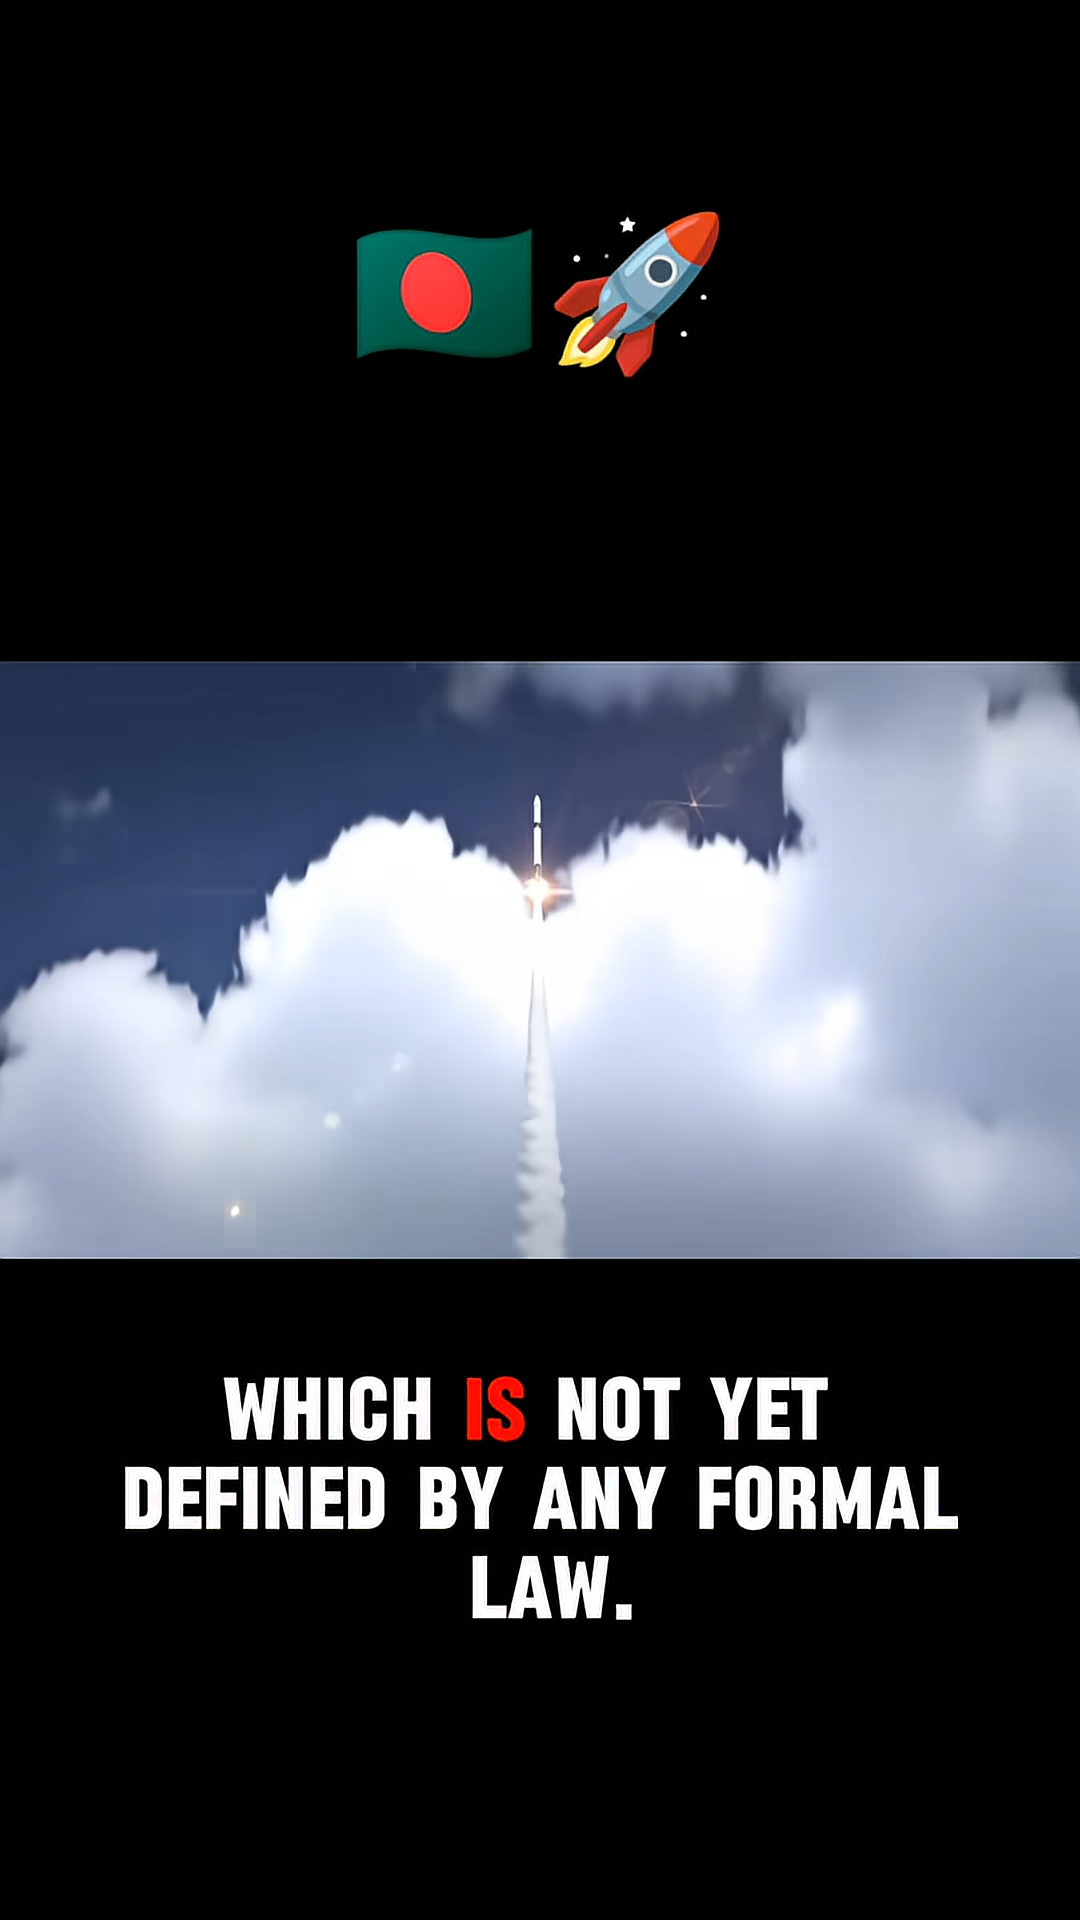 WHICH IS NOT YET
DEFINED BY ANY FORMAL
LAW.